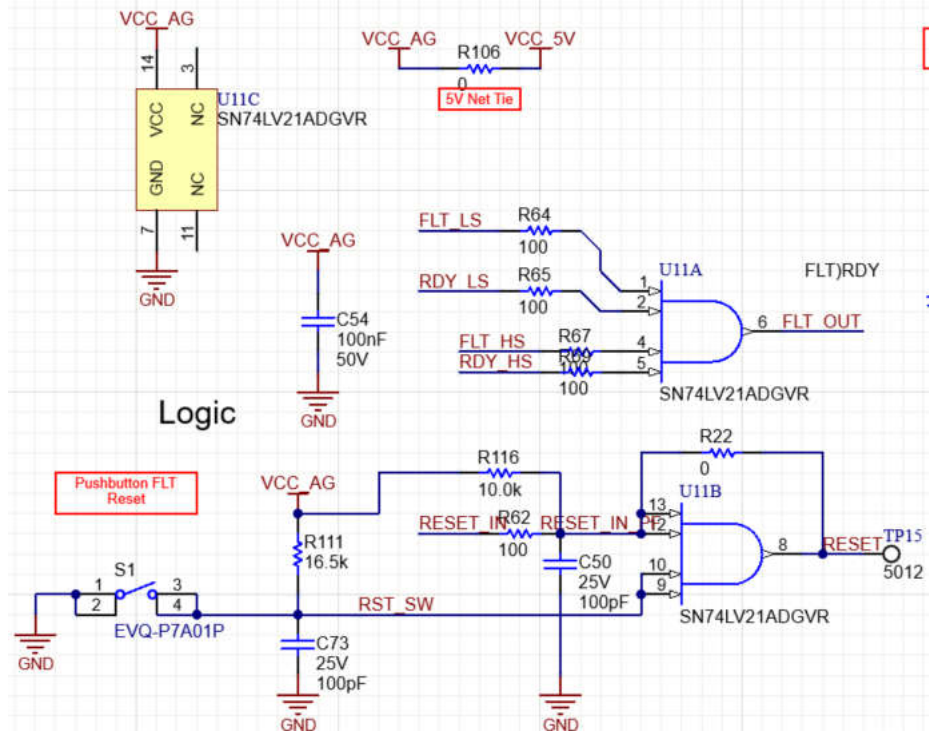 VCC_AG
14
3
VCC
NC
U11C
SN74LV21ADGVR
GND
NC
7
11
GND
VCC_AG
R106
VCC_5V
0
5V Net Tie
VCC_AG
C54
100nF
50V
GND
FLT_LS
R64
100
RDY_LS
R65
100
FLT_HS
R67
RDY_HS
100
U11A
FLT)RDY
1
2
4
5
6
FLT_OUT
SN74LV21ADGVR
Logic
Pushbutton FLT
Reset
VCC_AG
R111
16.5k
R116
10.0k
RESET_IN
R62
100
RESET_IN_PF
C50
25V
100pF
GND
R22
0
U11B
13
12
10
9
8
RESET
TP15
5012
SN74LV21ADGVR
S1
1
2
3
4
EVQ-P7A01P
GND
RST_SW
C73
25V
100pF
GND